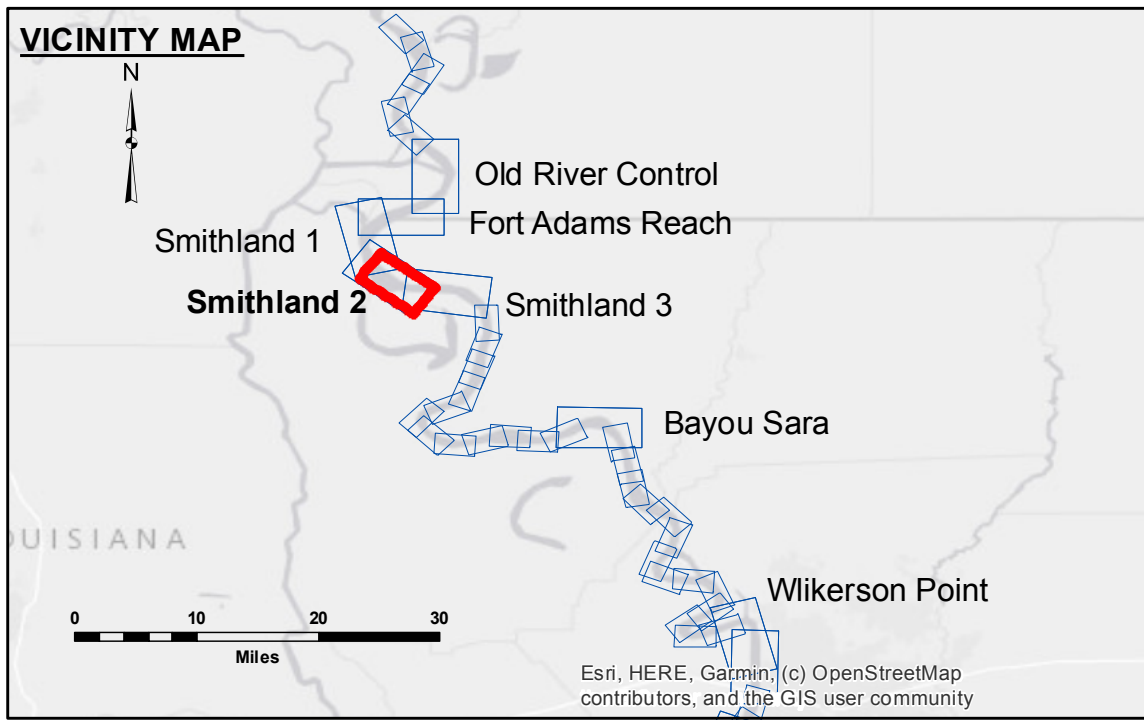 VICINITY MAP
N
Old River Control
Fort Adams Reach
Smithland 1
Smithland 2
Smithland 3
Bayou Sara
OUISIANA
Wlikerson Point
0 10 20 30
Miles
Esri, HERE, Garmin, (c) OpenStreetMap
contributors, and the GIS user community